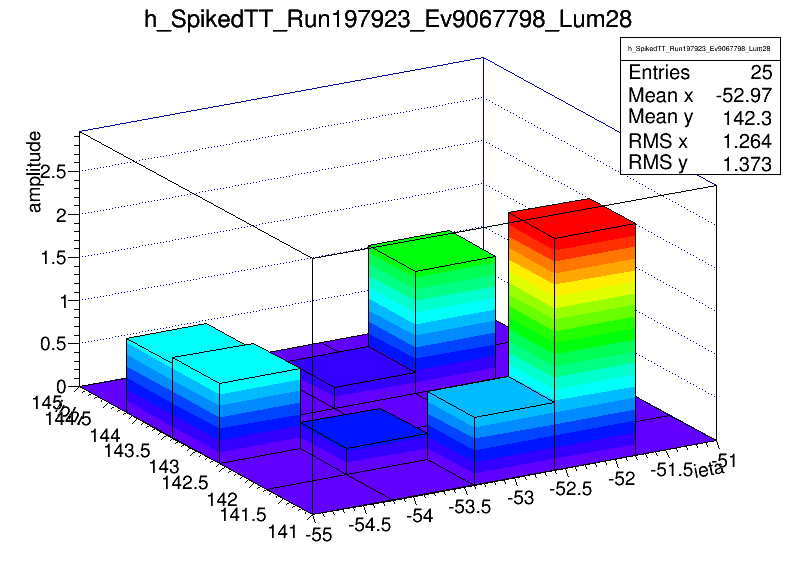 h_SpikedTT_Run197923_Ev9067798_Lum28
h_SpikedTT_Run197923_Ev9067798_Lum28
Entries 25
Mean x -52.97
Mean y 142.3
RMS x 1.264
RMS y 1.373
amplitude
2.5
2
1.5
1
0.5
0
145
144.5
144
143.5
143
142.5
142
141.5
141
-55
-54.5
-54
-53.5
-53
-52.5
-52
-51.5
-51
ieta